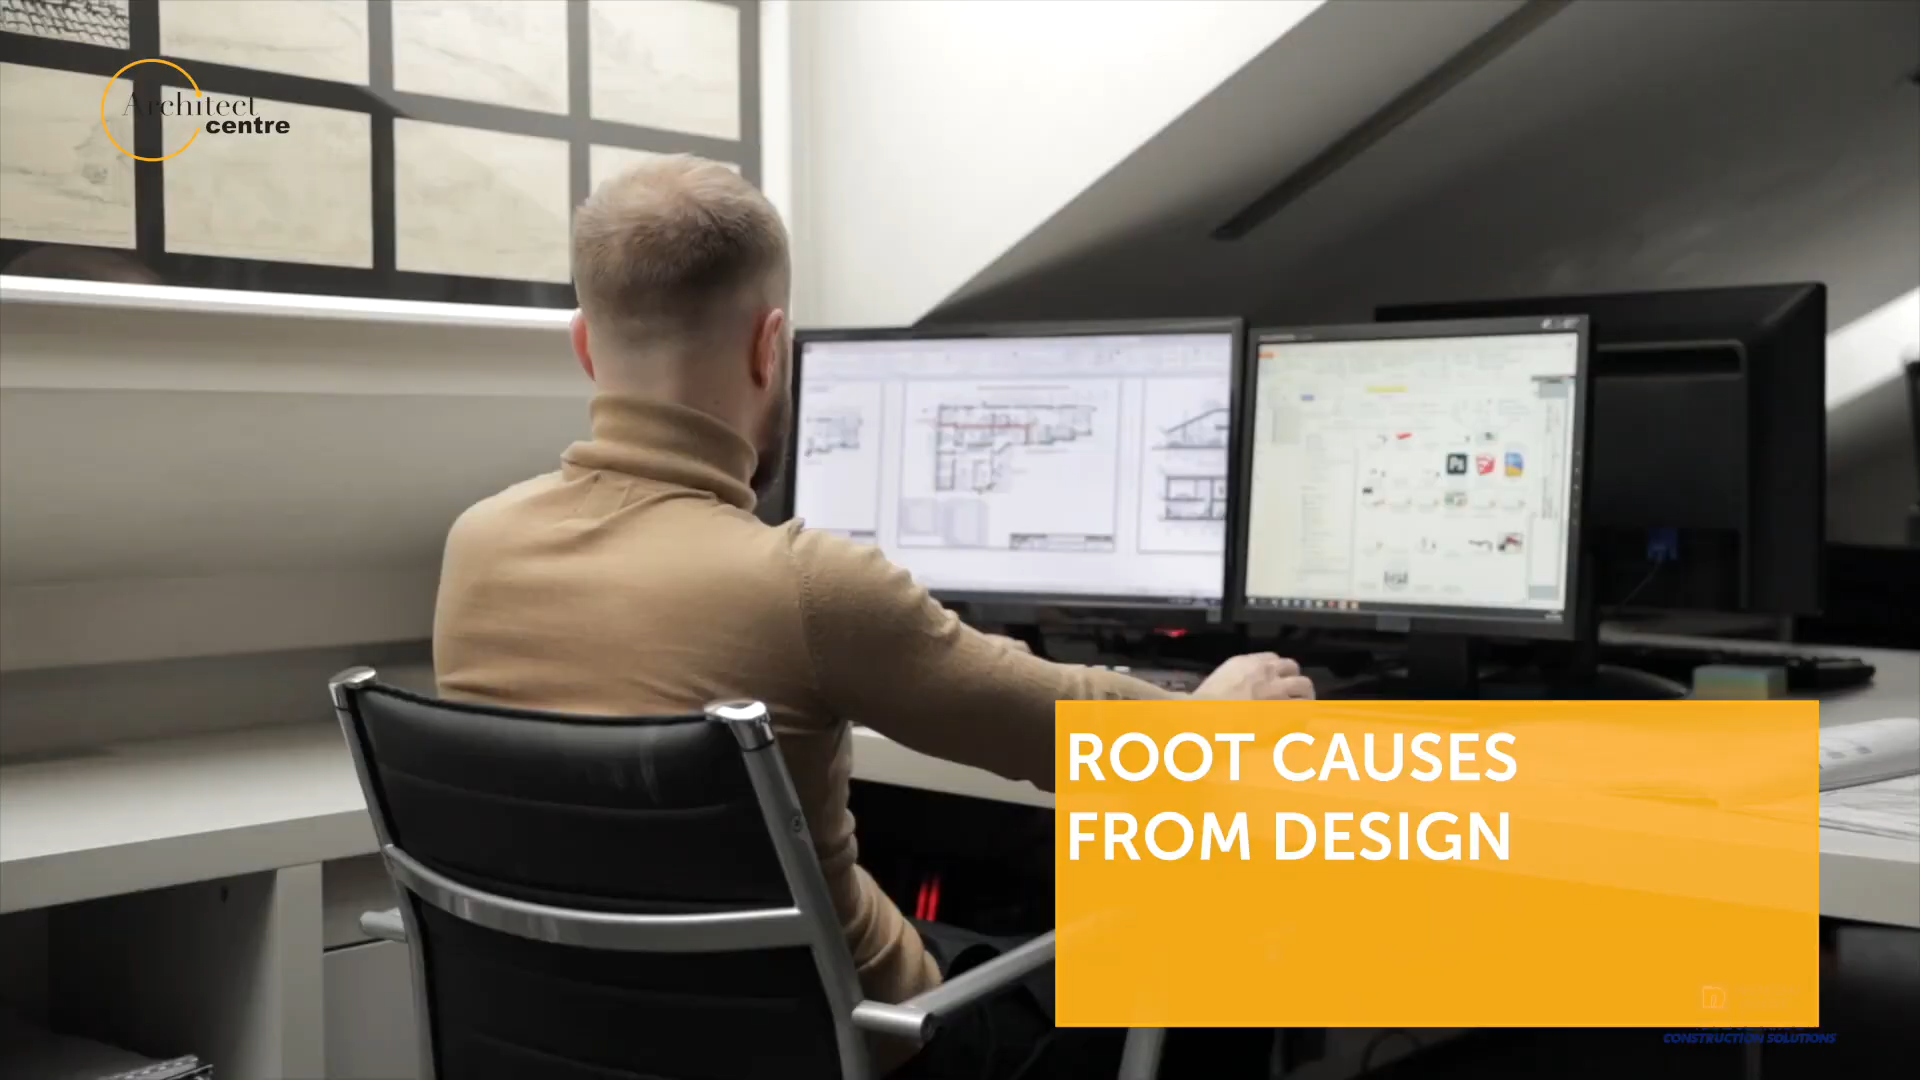 Architect
centre
ROOT CAUSES
FROM DESIGN
CONSTRUCTION SOLUTIONS